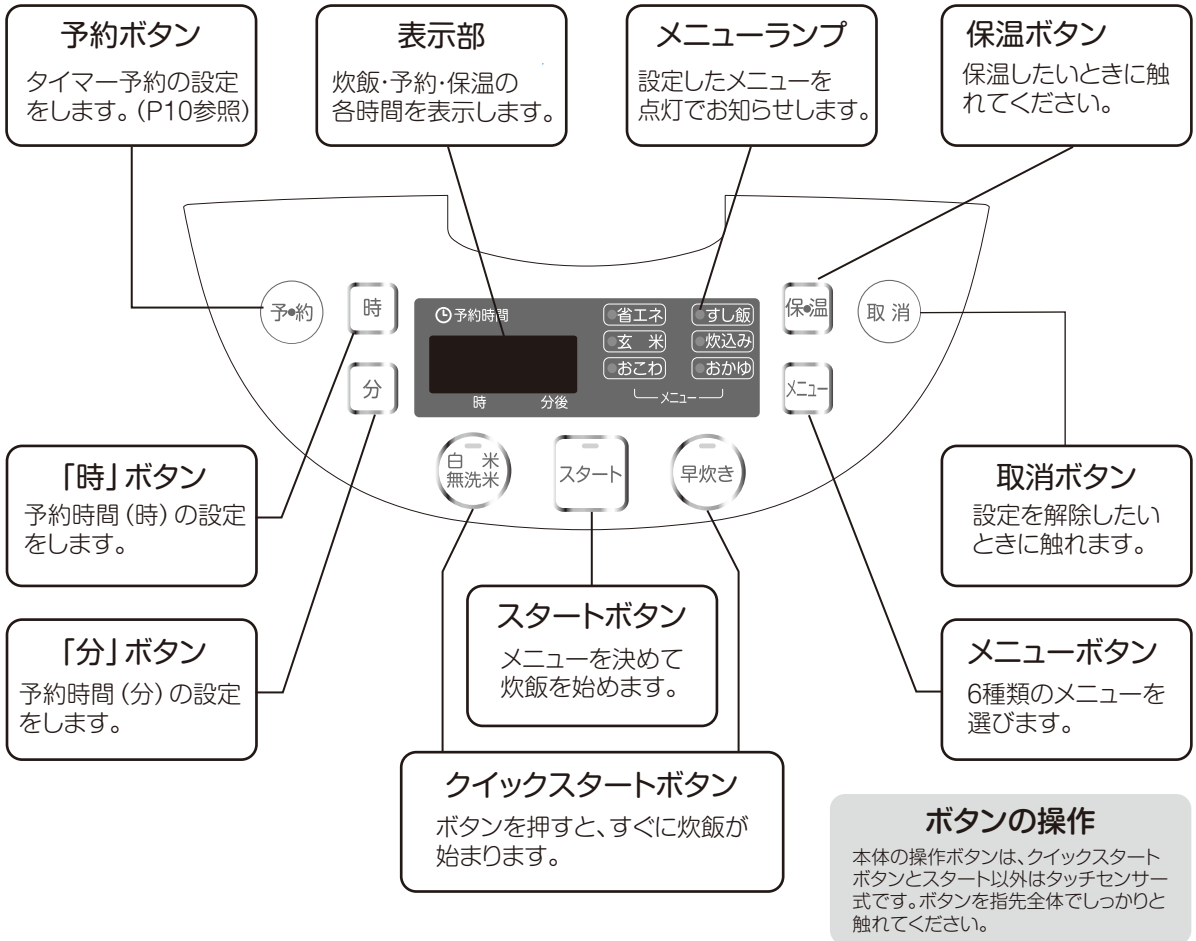 予約ボタン
タイマー予約の設定
をします。(P10参照)
表示部
炊飯・予約・保温の
各時間を表示します。
メニューランプ
設定したメニューを
点灯でお知らせします。
保温ボタン
保温したいときに触
れてください。
予約
時
分
予約時間
時 分後
省エネ
玄 米
おこわ
すし飯
炊込み
おかゆ
メニュー
保温
取 消
メニュー
白 米
無洗米
スタート
早炊き
「時」ボタン
予約時間(時)の設定
をします。
「分」ボタン
予約時間(分)の設定
をします。
スタートボタン
メニューを決めて
炊飯を始めます。
クイックスタートボタン
ボタンを押すと、すぐに炊飯が
始まります。
取消ボタン
設定を解除したい
ときに触れます。
メニューボタン
6種類のメニューを
選びます。
ボタンの操作
本体の操作ボタンは、クイックスタート
ボタンとスタート以外はタッチセンサー
式です。ボタンを指先全体でしっかりと
触れてください。